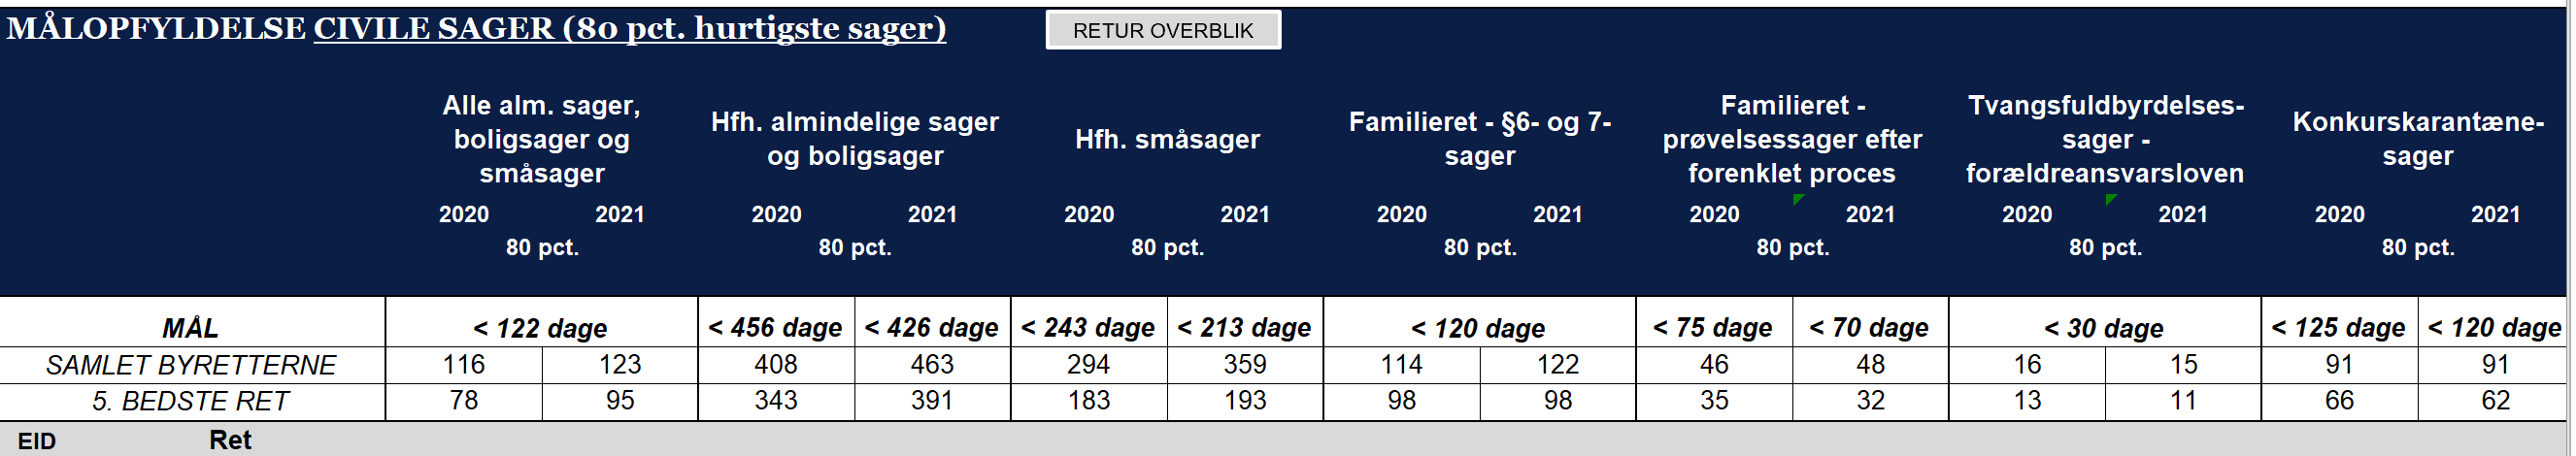 MÅLOPFYLDELSE CIVILE SAGER (80 pct. hurtigste sager)
RETUR OVERBLIK
Alle alm. sager,
boligsager og
småsager
Hfh. almindelige sager
og boligsager
Hfh. småsager
Familieret - §6- og 7-
sager
Familieret -
prøvelsessager efter
forenklet proces
Tvangsfuldbyrdelses-
sager -
forældreansvarsloven
Konkurskarantæne-
sager
2020 2021 2020 2021 2020 2021 2020 2021 2020 2021 2020 2021 2020 2021
80 pct. 80 pct. 80 pct. 80 pct. 80 pct. 80 pct. 80 pct.
MÅL < 122 dage < 456 dage < 426 dage < 243 dage < 213 dage < 120 dage < 75 dage < 70 dage < 30 dage < 125 dage < 120 dage
SAMLET BYRETTERNE 116 123 408 463 294 359 114 122 46 48 16 15 91 91
5. BEDSTE RET 78 95 343 391 183 193 98 98 35 32 13 11 66 62
EID Ret